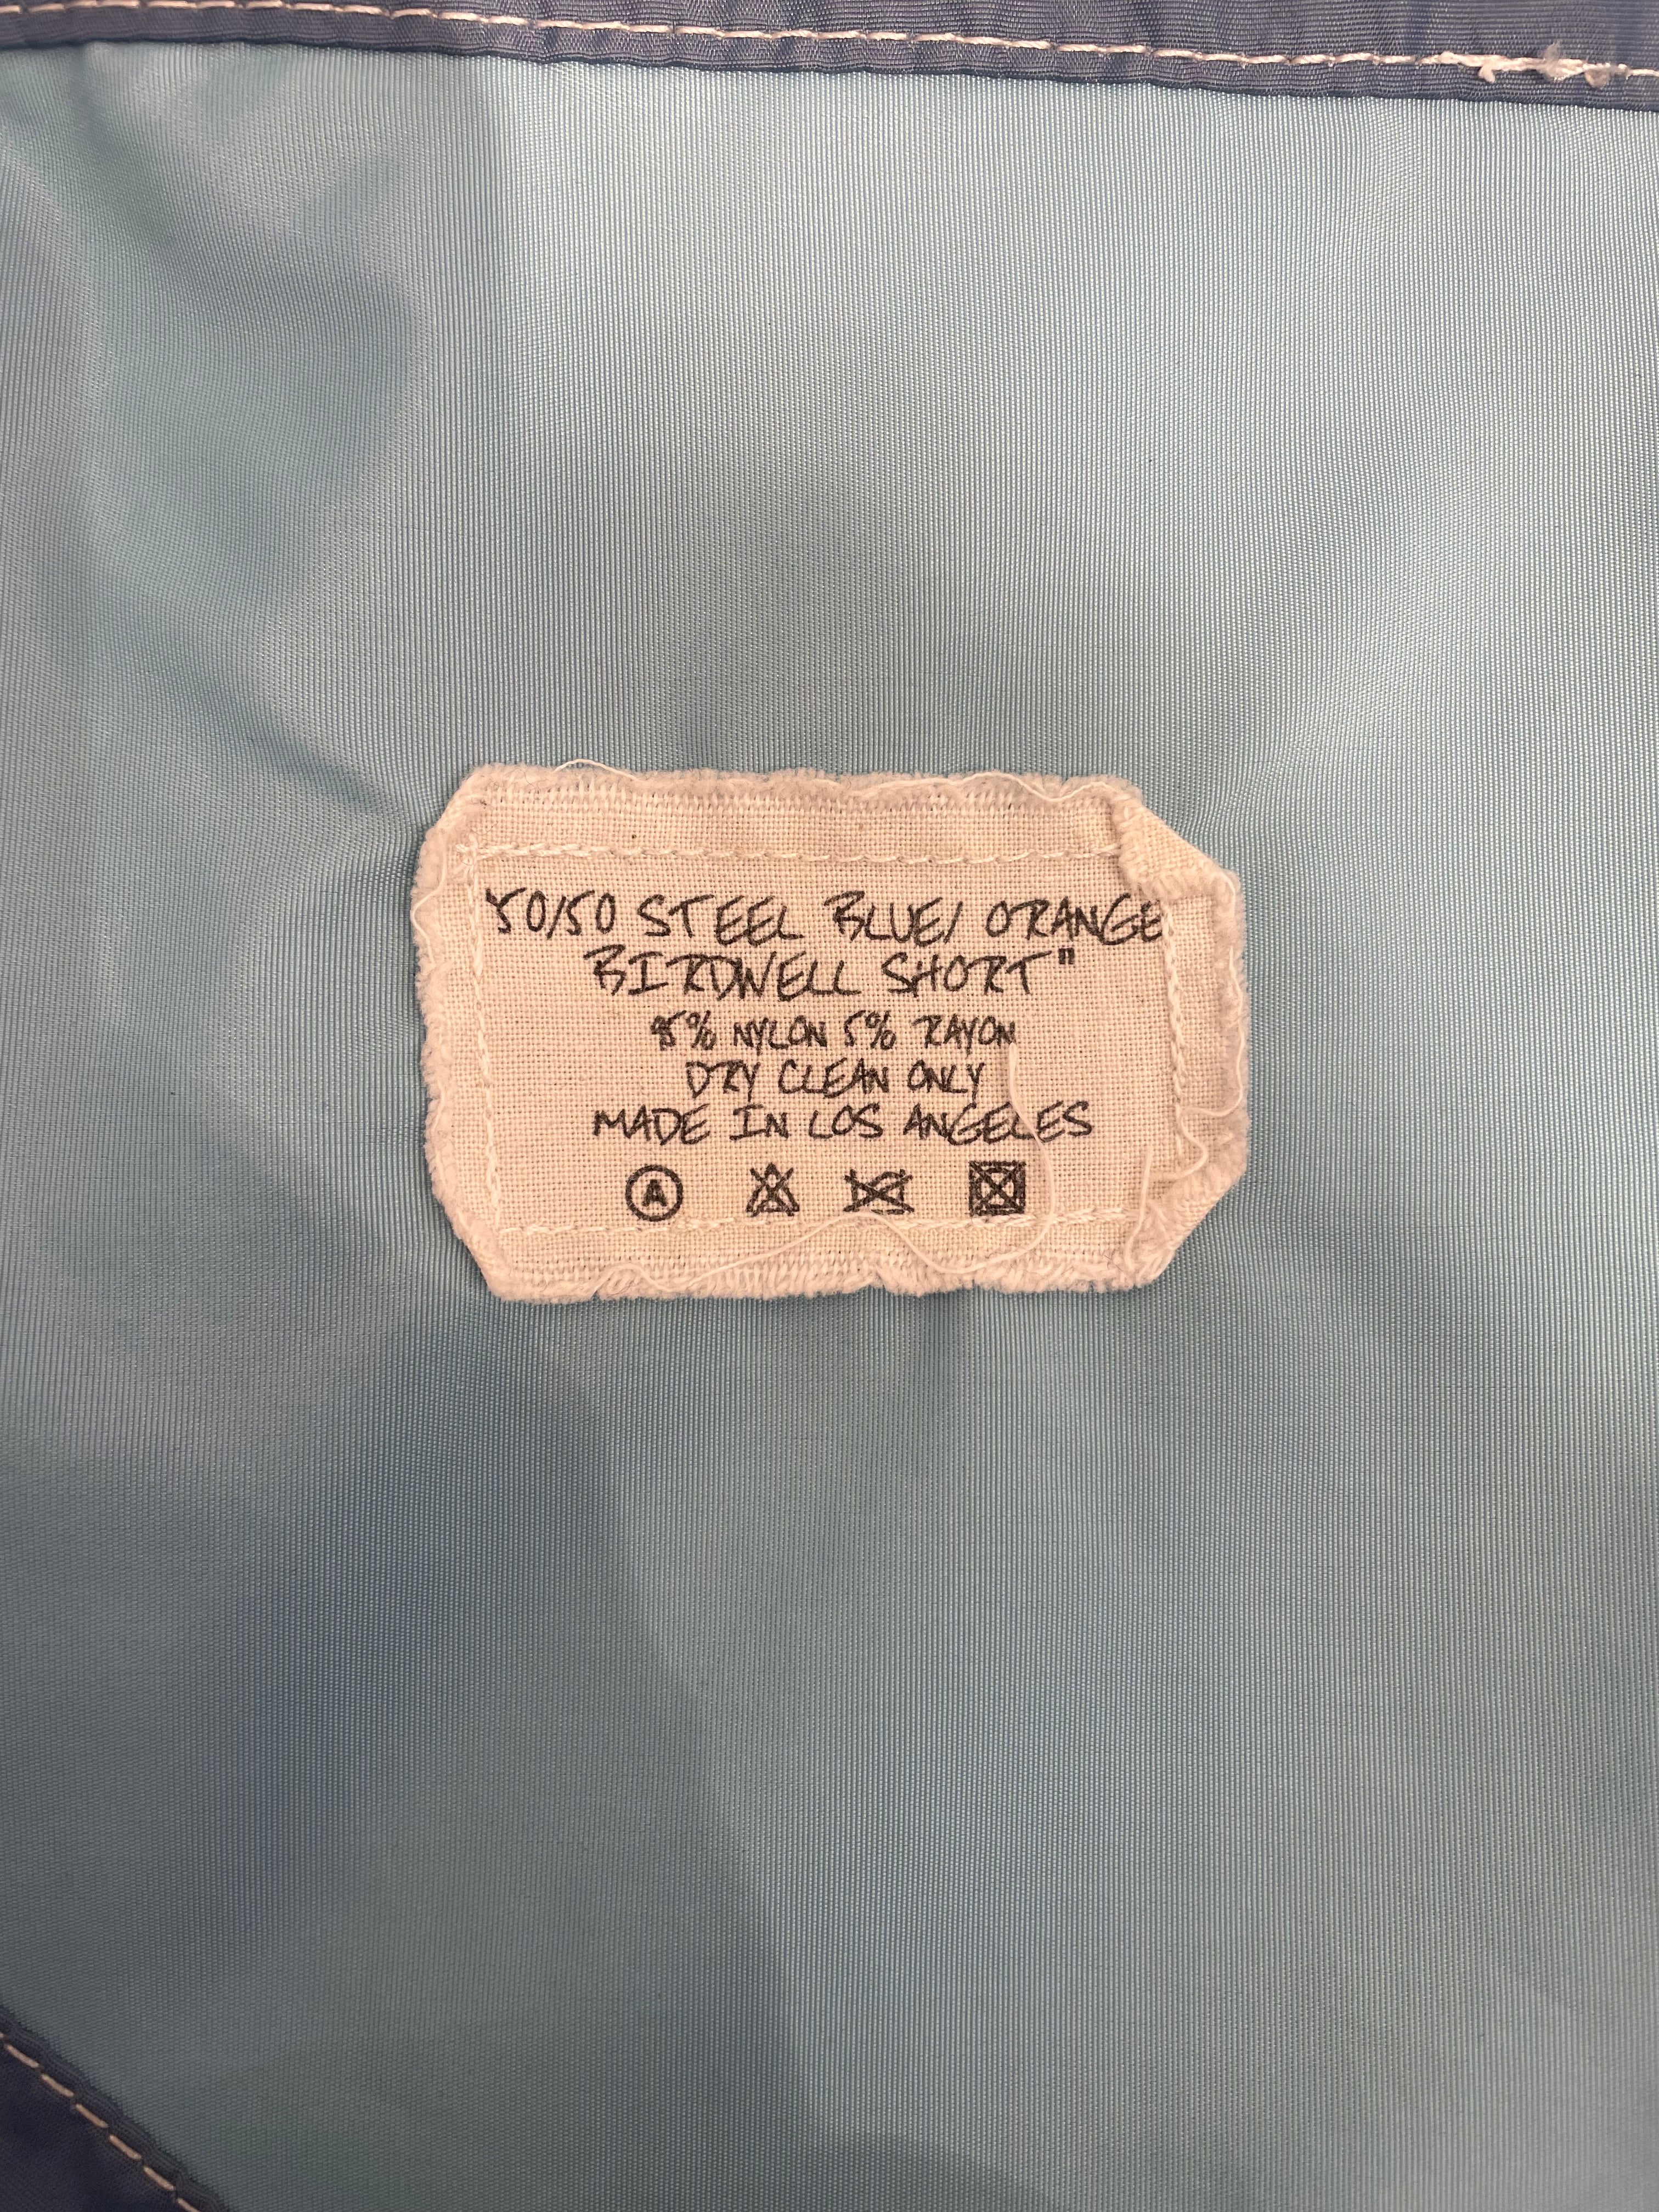 50/50 STEEL BLUE/ ORANGE
BIRDWELL SHORT"
95% NYLON 5% RAYON
DRY CLEAN ONLY
MADE IN LOS ANGELES
A